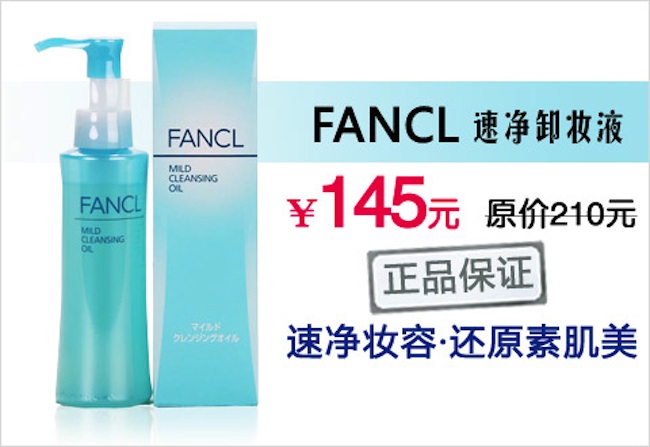 FANCL
MILD
CLEANSING
OIL
FANCL
MILD
CLEANSING
OIL
マイルド
クレンジングオイル
FANCL 速净卸妆液
¥145元 原价210元
正品保证
速净妆容·还原素肌美